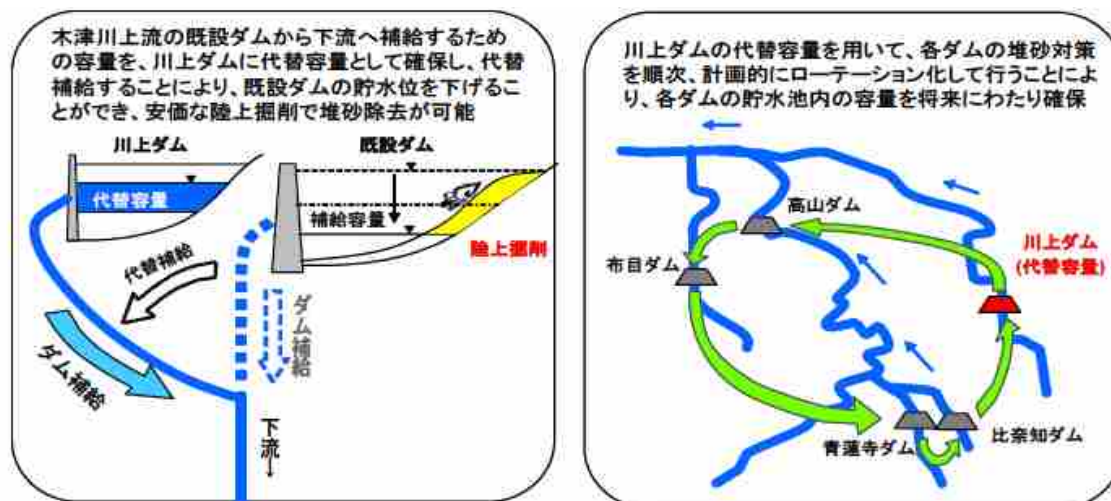 木津川上流の既設ダムから下流へ補給するため
の容量を、川上ダムに代替容量として確保し、代替
補給することにより、既設ダムの貯水位を下げるこ
とができ、安価な陸上掘削で堆砂除去が可能
川上ダム
既設ダム
代替容量
補給容量
陸上掘削
代替補給
ダム補給
ダム補給
下流→
川上ダムの代替容量を用いて、各ダムの堆砂対策
を順次、計画的にローテーション化して行うことによ
り、各ダムの貯水池内の容量を将来にわたり確保
高山ダム
川上ダム
(代替容量)
布目ダム
青蓮寺ダム
比奈知ダム